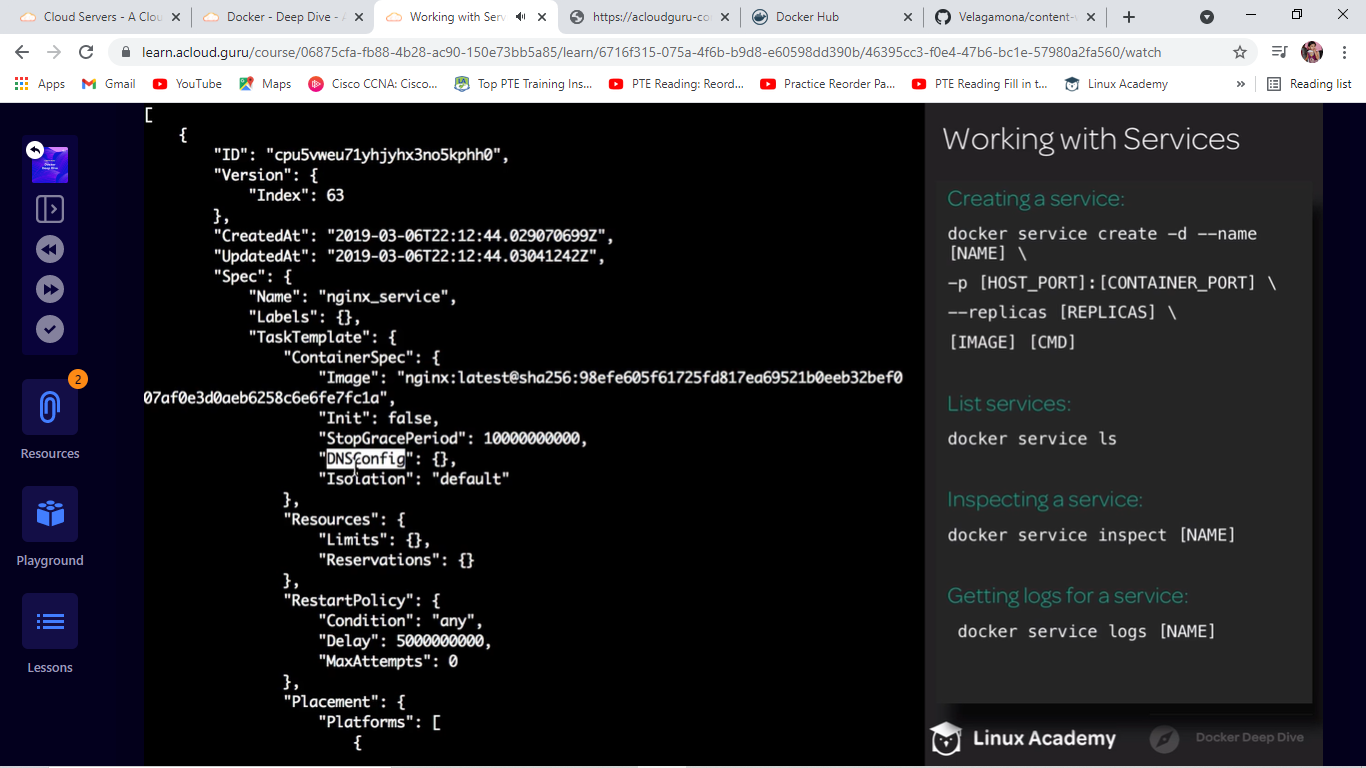 Cloud Servers - A Clou
Docker - Deep Dive - A
Working with Serv
https://acloudguru-co
Docker Hub
Velagamona/content-
learn.acloud.guru/course/06875cfa-fb88-4b28-ac90-150e73bb5a85/learn/6716f315-075a-4f6b-b9d8-e60598dd390b/46395cc3-f0e4-47b6-bc1e-57980a2fa560/watch
Apps
Gmail
YouTube
Maps
Cisco CCNA: Cisco...
Top PTE Training Ins...
PTE Reading: Reord...
Practice Reorder Pa...
PTE Reading Fill in t...
Linux Academy
»
Reading list
2
Resources
Playground
Lessons
[
{
"ID": "cpu5vweu71yhjyhx3no5kphh0",
"Version": {
"Index": 63
},
"CreatedAt": "2019-03-06T22:12:44.029070699Z",
"UpdatedAt": "2019-03-06T22:12:44.03041242Z",
"Spec": {
"Name": "nginx_service",
"Labels": {},
"TaskTemplate": {
"ContainerSpec": {
"Image": "nginx:latest@sha256:98efe605f61725fd817ea69521b0eeb32bef0
07af0e3d0aeb6258c6e6fe7fc1a",
"Init": false,
"StopGracePeriod": 10000000000,
"DNSConfig": {},
"Isolation": "default"
},
"Resources": {
"Limits": {},
"Reservations": {}
},
"RestartPolicy": {
"Condition": "any",
"Delay": 5000000000,
"MaxAttempts": 0
},
"Placement": {
"Platforms": [
{
Working with Services
Creating a service:
docker service create -d --name
[NAME] \
-p [HOST_PORT]:[CONTAINER_PORT] \
--replicas [REPLICAS] \
[IMAGE] [CMD]
List services:
docker service ls
Inspecting a service:
docker service inspect [NAME]
Getting logs for a service:
docker service logs [NAME]
Linux Academy
Docker Deep Dive